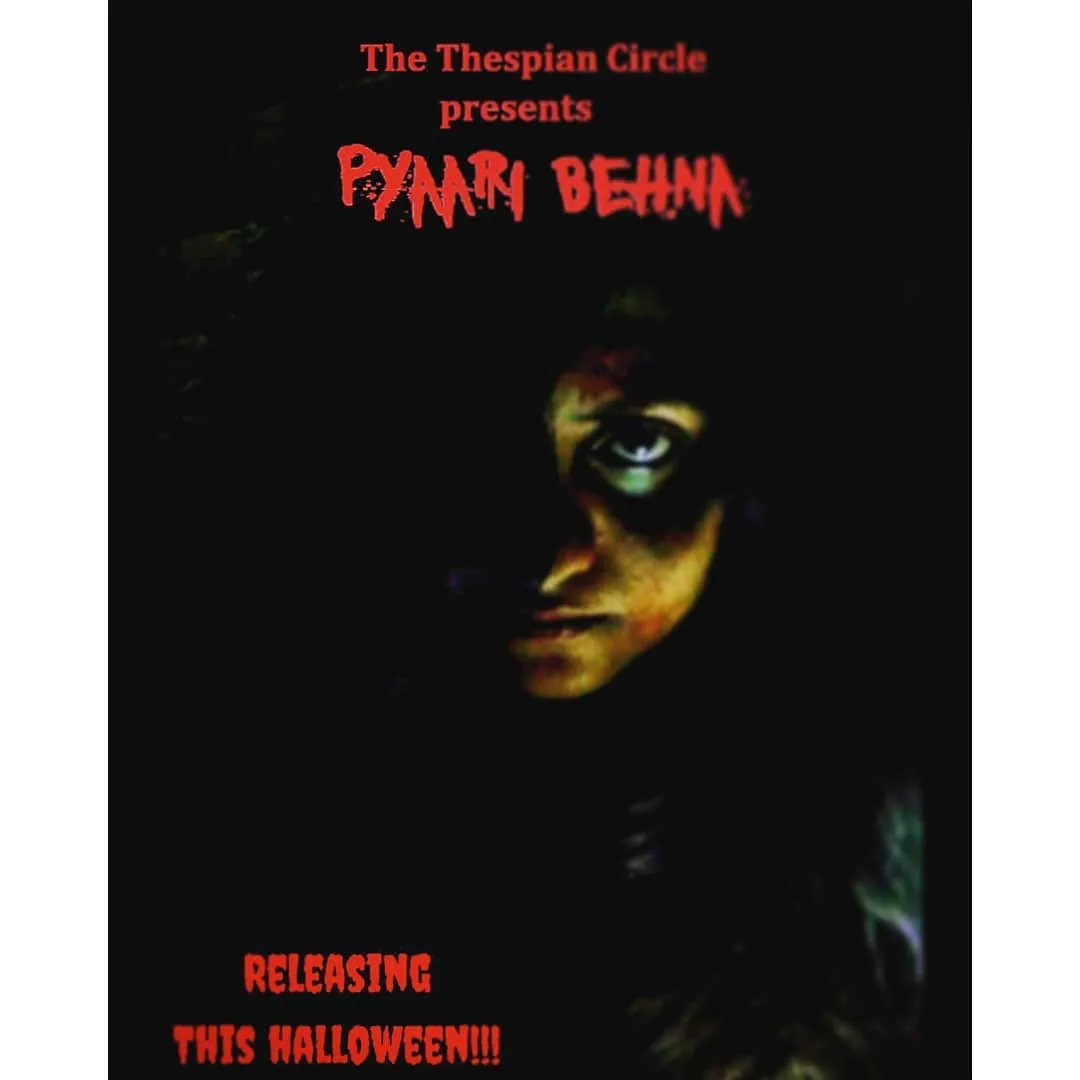 The Thespian Circle
presents
PYAARI BEHNA
RELEASING
THIS HALLOWEEN!!!